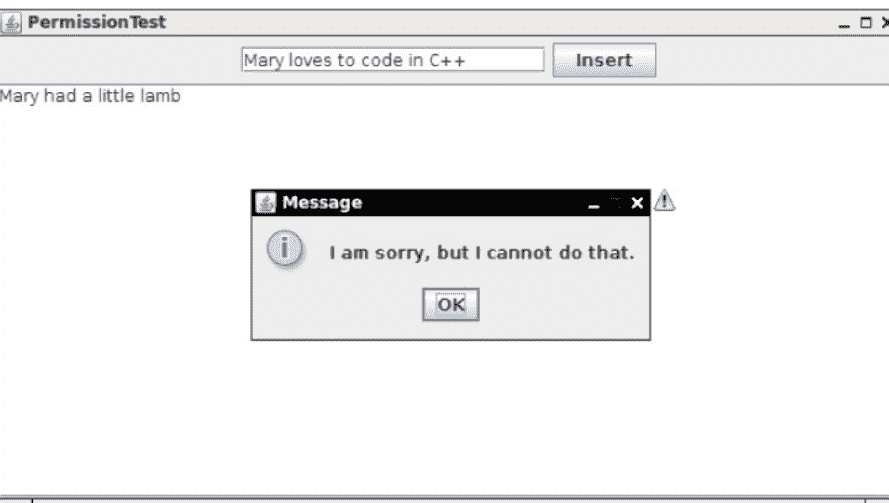 PermissionTest
Mary loves to code in C++
Insert
Mary had a little lamb
Message
I am sorry, but I cannot do that.
OK